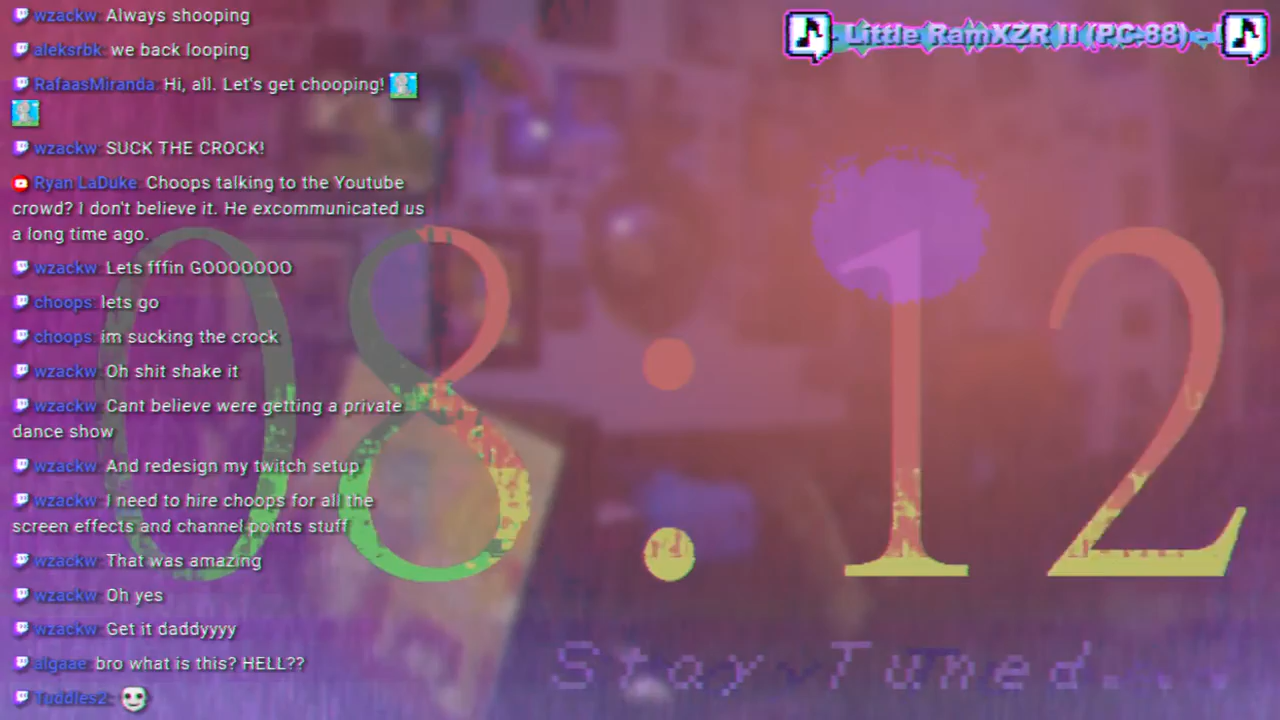 wzackw: Always shooping
aleksrbk: we back looping
RafaasMiranda: Hi, all. Let's get chooping!
wzackw: SUCK THE CROCK!
Ryan LaDuke: Choops talking to the Youtube
crowd? I don't believe it. He excommunicated us
a long time ago.
wzackw: Lets fffin GOOOOOOO
choops: lets go
choops: im sucking the crock
wzackw: Oh shit shake it
wzackw: Cant believe were getting a private
dance show
wzackw: And redesign my twitch setup
wzackw: I need to hire choops for all the
screen effects and channel points stuff
wzackw: That was amazing
wzackw: Oh yes
wzackw: Get it daddyyyy
algaae: bro what is this? HELL??
Tuddles2:
Little RamXZR II (PC-88) -
08:12
Stay Tuned...